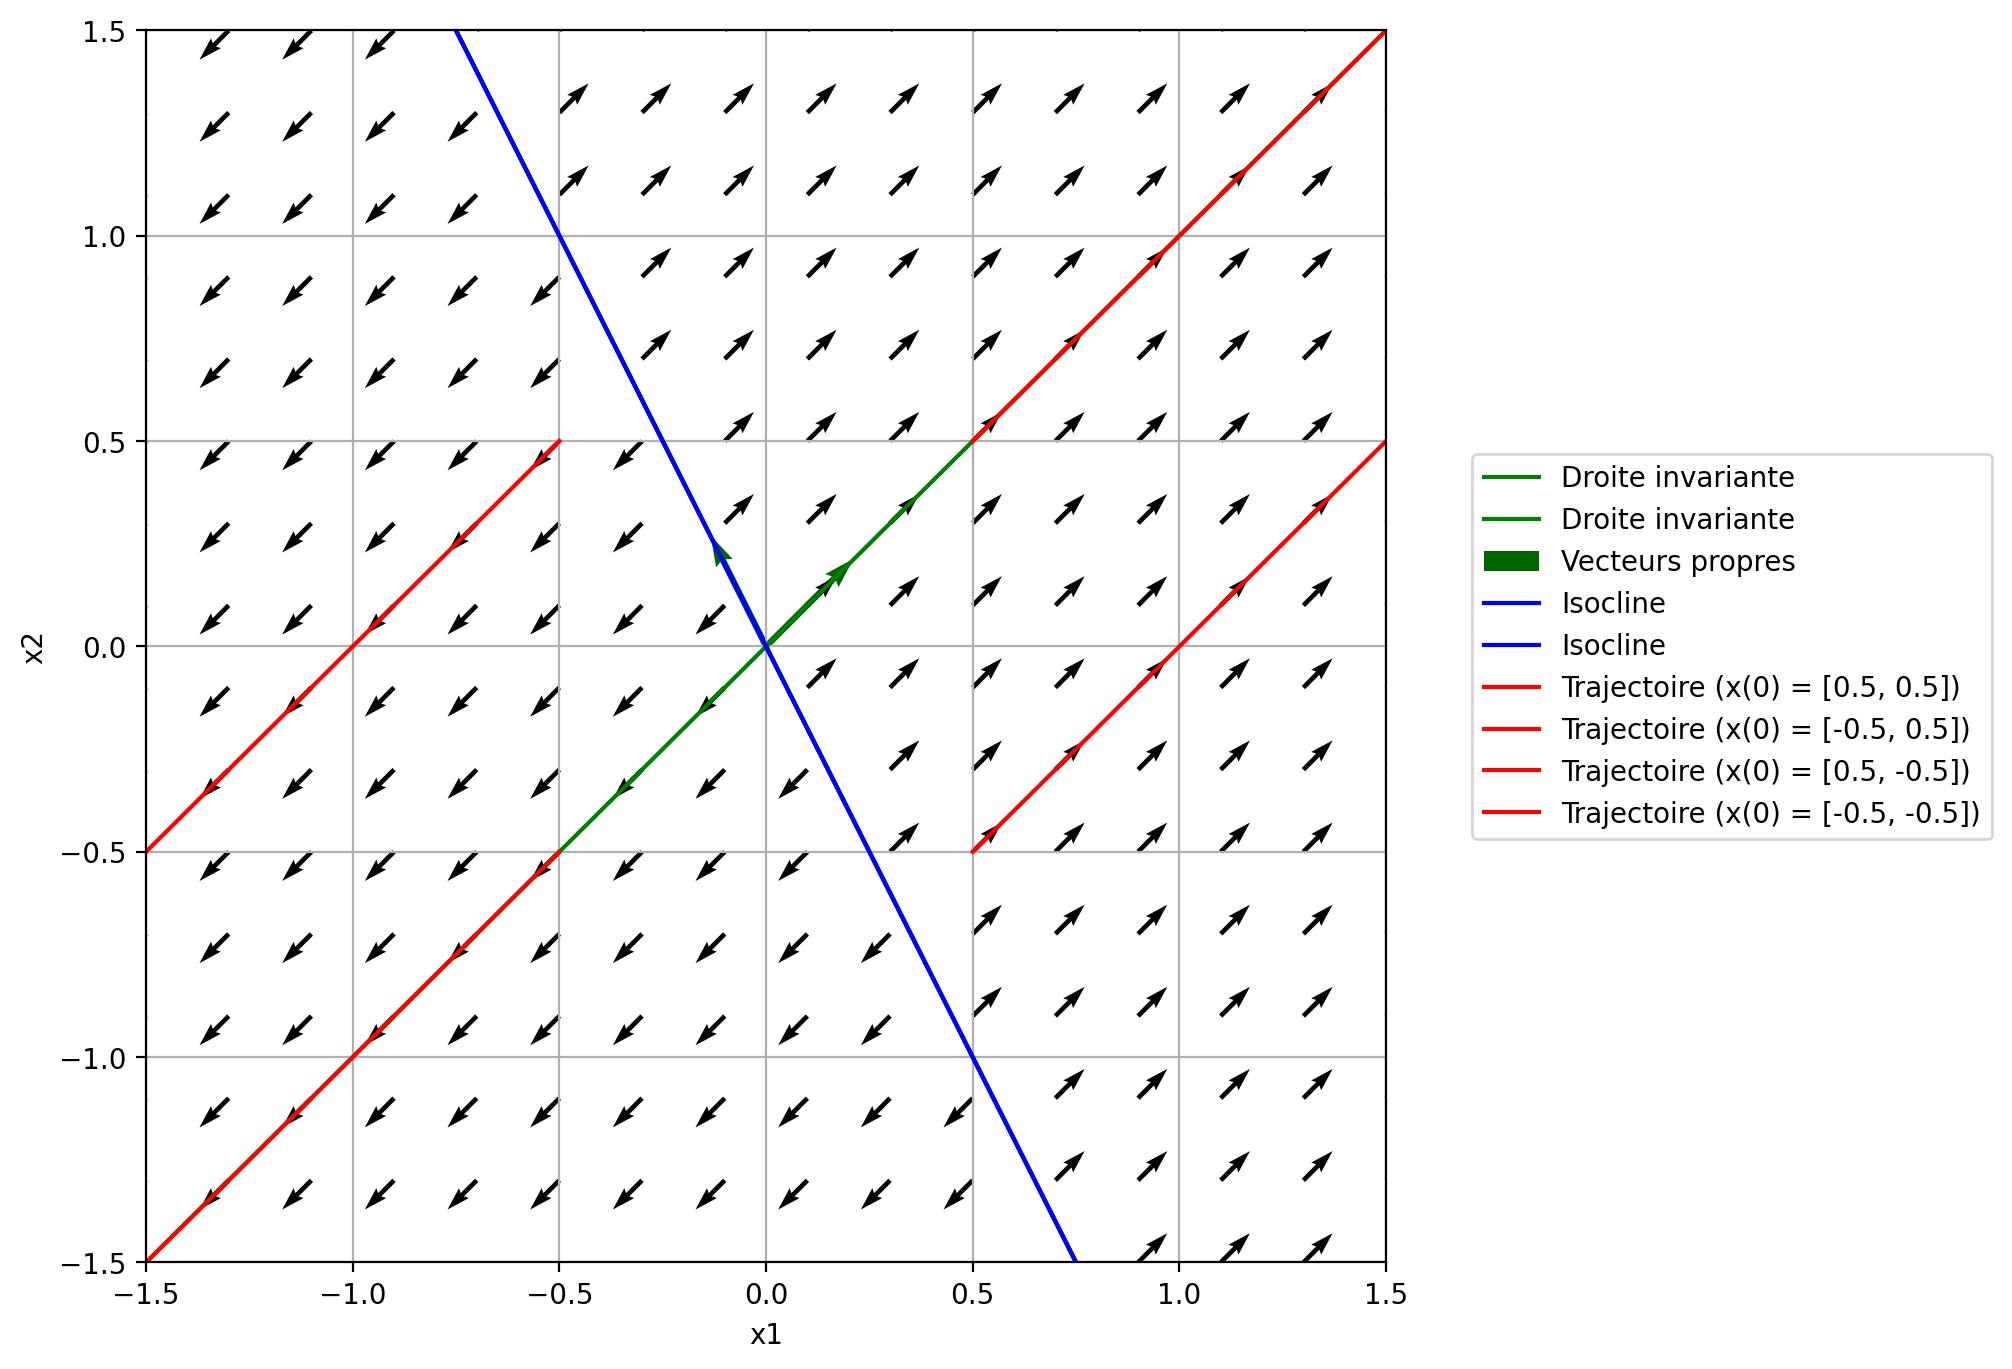 1.5
1.0
0.5
0.0
−0.5
−1.0
−1.5
x2
−1.5
−1.0
−0.5
0.0
0.5
1.0
1.5
x1
Droite invariante
Droite invariante
Vecteurs propres
Isocline
Isocline
Trajectoire (x(0) = [0.5, 0.5])
Trajectoire (x(0) = [-0.5, 0.5])
Trajectoire (x(0) = [0.5, -0.5])
Trajectoire (x(0) = [-0.5, -0.5])